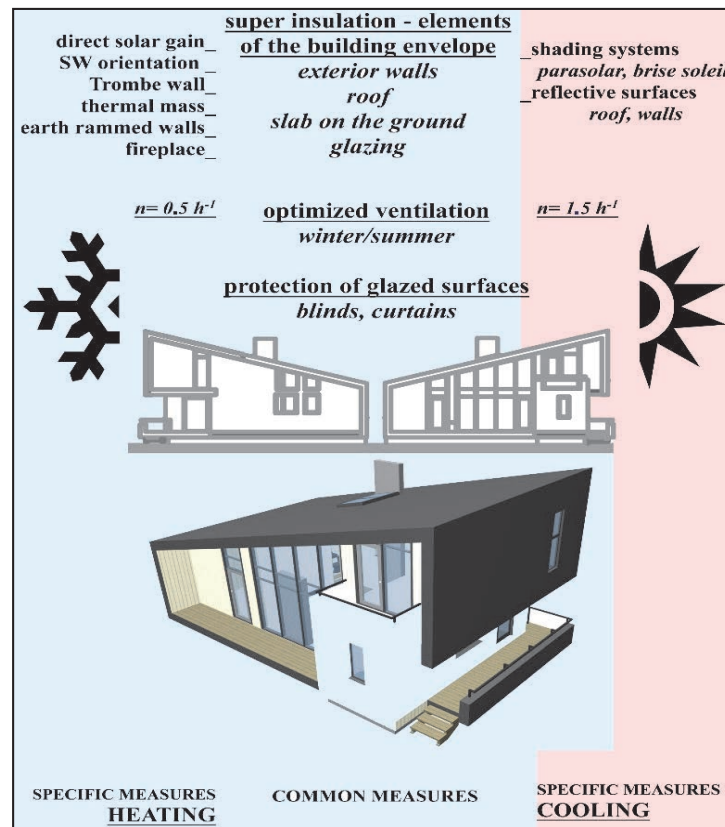 direct solar gain_
SW orientation_
Trombe wall_
thermal mass_
earth rammed walls_
fireplace_
super insulation - elements
of the building envelope
exterior walls
roof
slab on the ground
glazing
_shading systems
parasolar, brise soleil
_reflective surfaces
roof, walls
n= 0.5 h⁻¹
optimized ventilation
winter/summer
n= 1.5 h⁻¹
protection of glazed surfaces
blinds, curtains
SPECIFIC MEASURES
HEATING
COMMON MEASURES
SPECIFIC MEASURES
COOLING